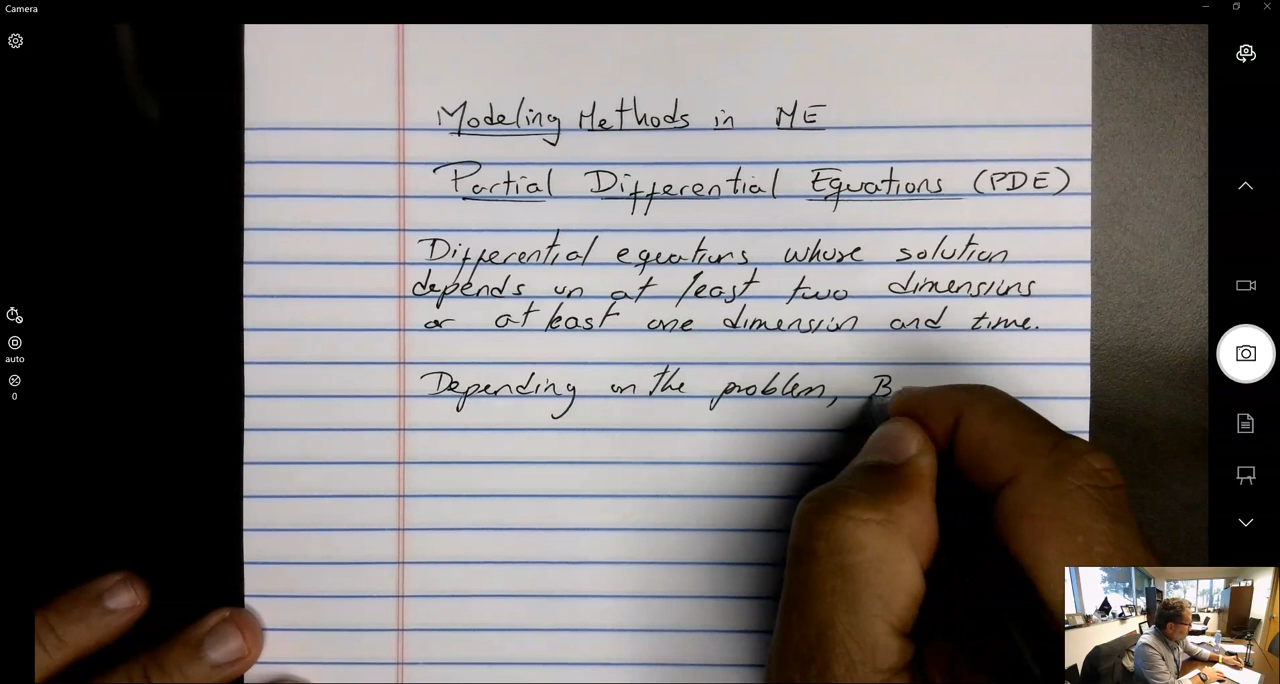 Camera
Modeling Methods in ME
Partial Differential Equations (PDE)
Differential equations whose solution
depends on at least two dimensions
or at least one dimension and time.
Depending on the problem, B
auto
0